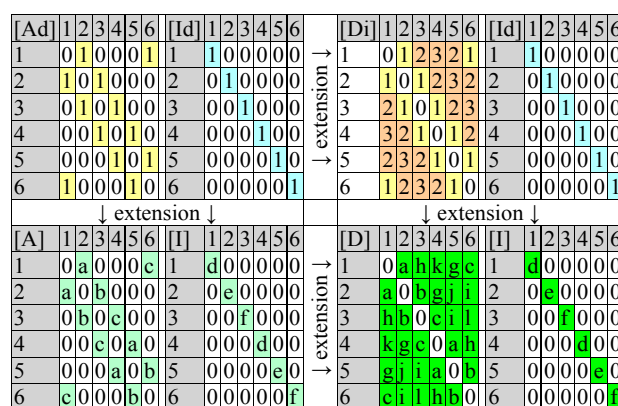 [Ad] 1 2 3 4 5 6 [Id] 1 2 3 4 5 6 [Di] 1 2 3 4 5 6 [Id] 1 2 3 4 5 6
1 0 1 0 0 0 1 1 1 0 0 0 0 0 1 0 1 2 3 2 1 1 1 0 0 0 0 0
2 1 0 1 0 0 0 2 0 1 0 0 0 0 2 1 0 1 2 3 2 2 0 1 0 0 0 0
3 0 1 0 1 0 0 3 0 0 1 0 0 0 3 2 1 0 1 2 3 3 0 0 1 0 0 0
4 0 0 1 0 1 0 4 0 0 0 1 0 0 4 3 2 1 0 1 2 4 0 0 0 1 0 0
5 0 0 0 1 0 1 5 0 0 0 0 1 0 5 2 3 2 1 0 1 5 0 0 0 0 1 0
6 1 0 0 0 1 0 6 0 0 0 0 0 1 6 1 2 3 2 1 0 6 0 0 0 0 0 1
→ extension →
↓ extension ↓ ↓ extension ↓
[A] 1 2 3 4 5 6 [I] 1 2 3 4 5 6 [D] 1 2 3 4 5 6 [I] 1 2 3 4 5 6
1 0 a 0 0 0 c 1 d 0 0 0 0 0 1 0 a h k g c 1 d 0 0 0 0 0
2 a 0 b 0 0 0 2 0 e 0 0 0 0 2 a 0 b g j i 2 0 e 0 0 0 0
3 0 b 0 c 0 0 3 0 0 f 0 0 0 3 h b 0 c i l 3 0 0 f 0 0 0
4 0 0 c 0 a 0 4 0 0 0 d 0 0 4 k g c 0 a h 4 0 0 0 d 0 0
5 0 0 0 a 0 b 5 0 0 0 0 e 0 5 g j i a 0 b 5 0 0 0 0 e 0
6 c 0 0 0 b 0 6 0 0 0 0 0 f 6 c i l h b 0 6 0 0 0 0 0 f
→ extension →